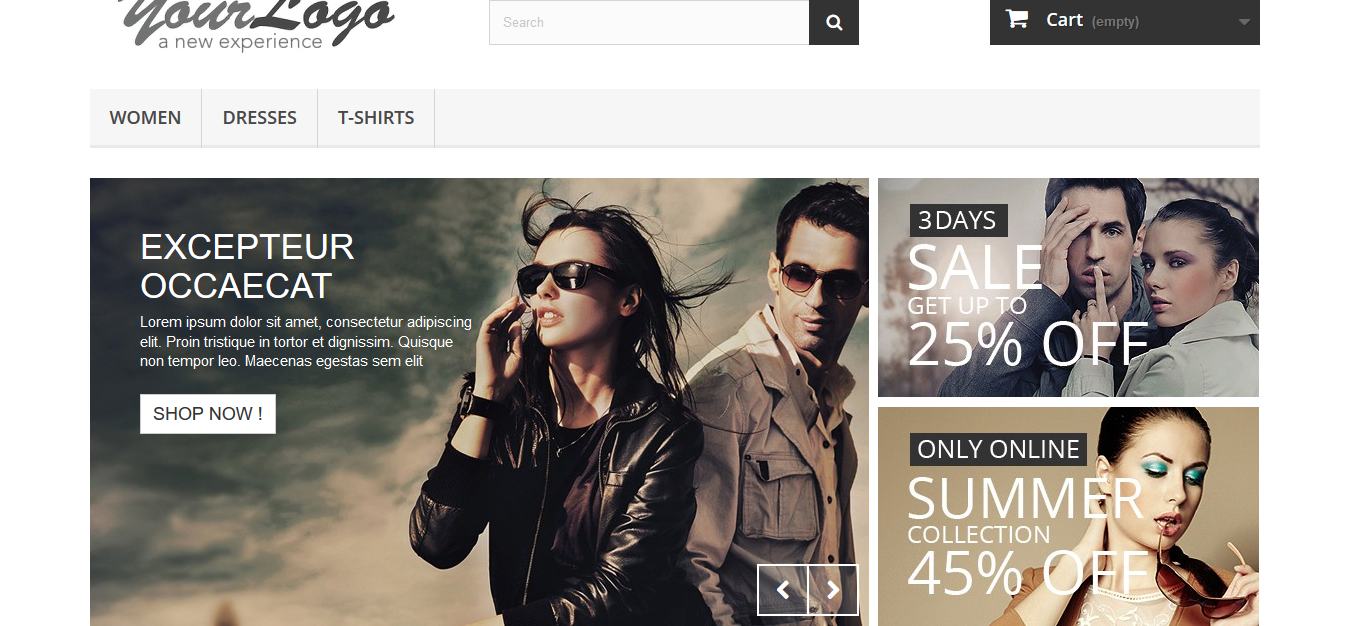 YourLogo
a new experience
Search
Cart (empty)
WOMEN
DRESSES
T-SHIRTS
EXCEPTEUR
OCCAECAT
Lorem ipsum dolor sit amet, consectetur adipiscing
elit. Proin tristique in tortor et dignissim. Quisque
non tempor leo. Maecenas egestas sem elit
SHOP NOW !
3 DAYS
SALE
GET UP TO
25% OFF
ONLY ONLINE
SUMMER
COLLECTION
45% OFF